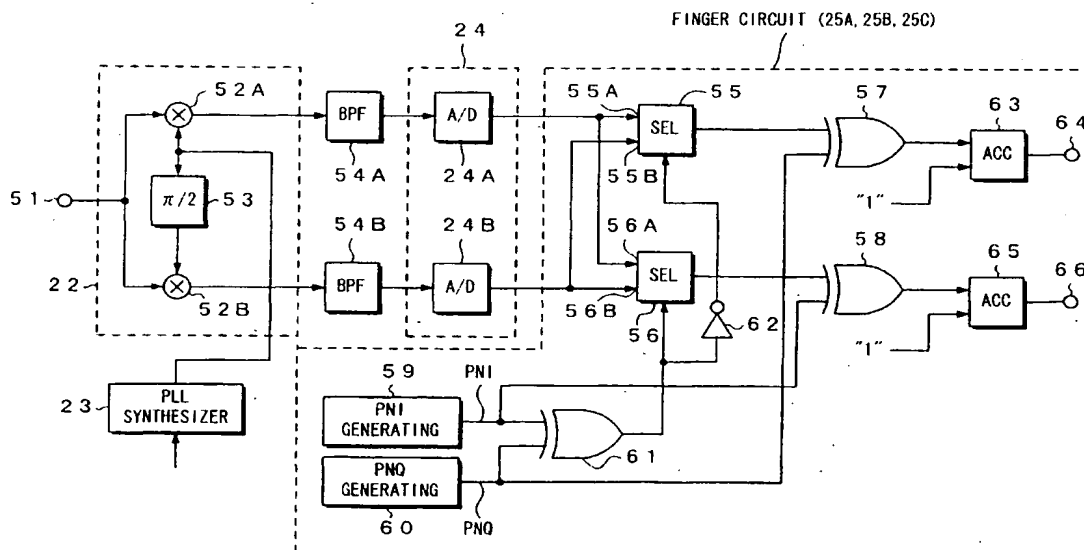 FINGER CIRCUIT (25A, 25B, 25C)
24
52A
55A
55
57
63
64
BPF
A/D
SEL
ACC
54A
24A
55B
"1"
51
π/2
53
54B
24B
56A
58
65
66
BPF
A/D
SEL
ACC
22
52B
56B
56
62
"1"
59
PNI
23
PLL
SYNTHESIZER
PNI
GENERATING
61
PNQ
GENERATING
60
PNQ